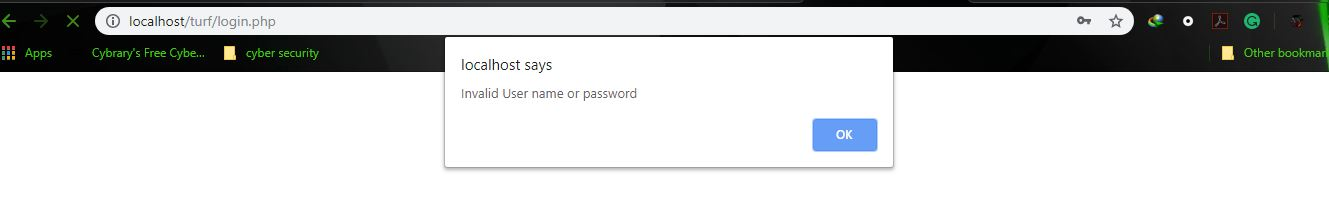 localhost/turf/login.php
Apps Cybrary's Free Cybe... cyber security Other bookmar
localhost says
Invalid User name or password
OK